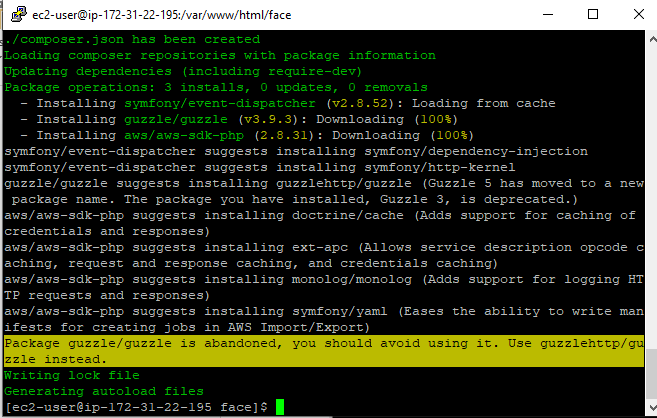 ec2-user@ip-172-31-22-195:/var/www/html/face
./composer.json has been created
Loading composer repositories with package information
Updating dependencies (including require-dev)
Package operations: 3 installs, 0 updates, 0 removals
  - Installing symfony/event-dispatcher (v2.8.52): Loading from cache
  - Installing guzzle/guzzle (v3.9.3): Downloading (100%)
  - Installing aws/aws-sdk-php (2.8.31): Downloading (100%)
symfony/event-dispatcher suggests installing symfony/dependency-injection
symfony/event-dispatcher suggests installing symfony/http-kernel
guzzle/guzzle suggests installing guzzlehttp/guzzle (Guzzle 5 has moved to a new
 package name. The package you have installed, Guzzle 3, is deprecated.)
aws/aws-sdk-php suggests installing doctrine/cache (Adds support for caching of
credentials and responses)
aws/aws-sdk-php suggests installing ext-apc (Allows service description opcode c
aching, request and response caching, and credentials caching)
aws/aws-sdk-php suggests installing monolog/monolog (Adds support for logging HT
TP requests and responses)
aws/aws-sdk-php suggests installing symfony/yaml (Eases the ability to write man
ifests for creating jobs in AWS Import/Export)
Package guzzle/guzzle is abandoned, you should avoid using it. Use guzzlehttp/gu
zzle instead.
Writing lock file
Generating autoload files
[ec2-user@ip-172-31-22-195 face]$